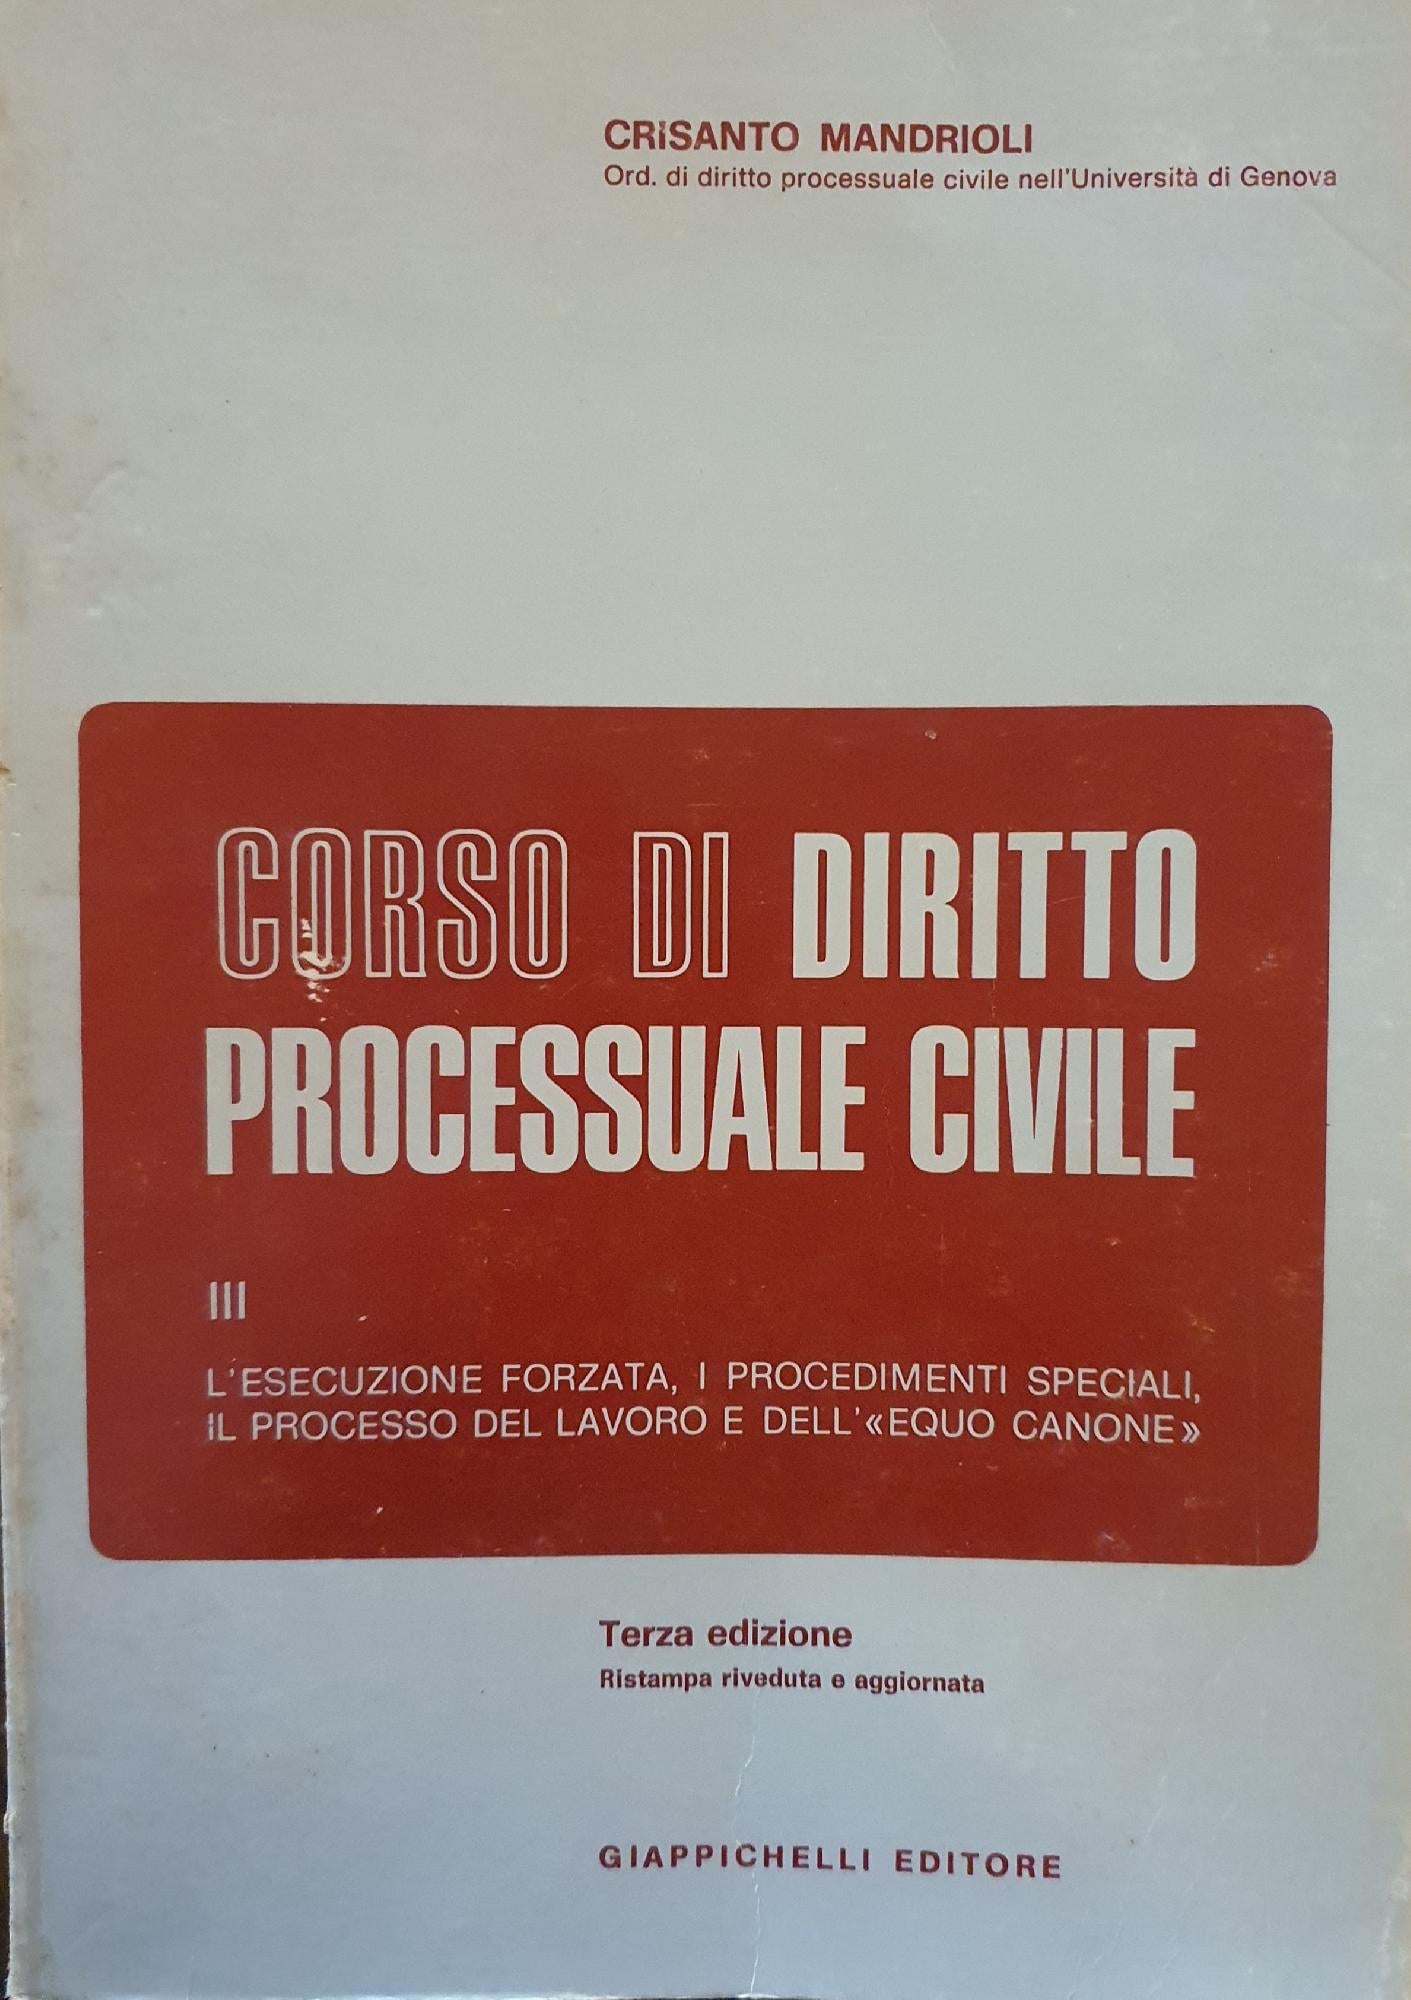 CRISANTO MANDRIOLI
Ord. di diritto processuale civile nell'Università di Genova
CORSO DI DIRITTO
PROCESSUALE CIVILE
III
L'ESECUZIONE FORZATA, I PROCEDIMENTI SPECIALI,
IL PROCESSO DEL LAVORO E DELL'«EQUO CANONE»
Terza edizione
Ristampa riveduta e aggiornata
GIAPPICHELLI EDITORE